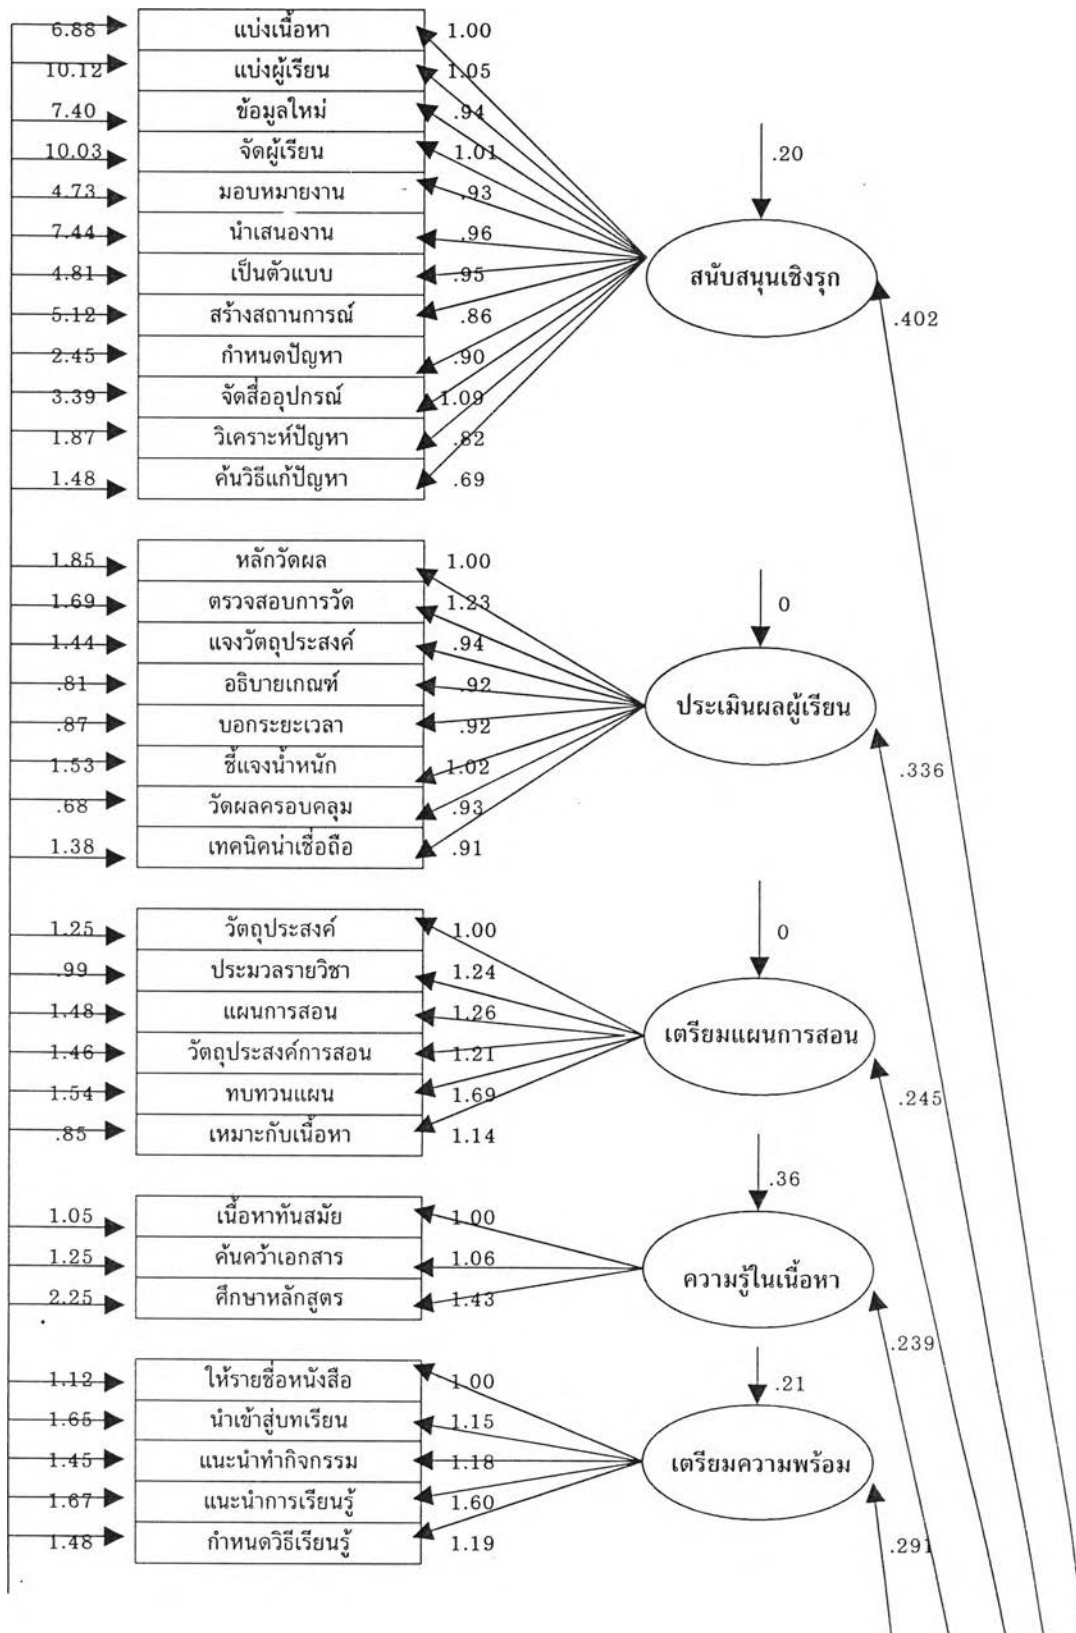 6.88 แบ่งเนื้อหา 1.00
10.12 แบ่งผู้เรียน 1.05
7.40 ข้อมูลใหม่ .94
10.03 จัดผู้เรียน 1.01
.20
4.73 มอบหมายงาน .93
7.44 นำเสนองาน .96
4.81 เป็นตัวแบบ .95
สนับสนุนเชิงรุก
5.12 สร้างสถานการณ์ .86
.402
2.45 กำหนดปัญหา .90
3.39 จัดสื่ออุปกรณ์ 1.09
1.87 วิเคราะห์ปัญหา .82
1.48 ค้นวิธีแก้ปัญหา .69
1.85 หลักวัดผล 1.00
1.69 ตรวจสอบการวัด 1.23
0
1.44 แจงวัตถุประสงค์ .94
.81 อธิบายเกณฑ์ .92
ประเมินผลผู้เรียน
.87 บอกระยะเวลา .92
1.53 ชี้แจงน้ำหนัก 1.02
.336
.68 วัดผลครอบคลุม .93
1.38 เทคนิคน่าเชื่อถือ .91
1.25 วัตถุประสงค์ 1.00
0
.99 ประมวลรายวิชา 1.24
1.48 แผนการสอน 1.26
เตรียมแผนการสอน
1.46 วัตถุประสงค์การสอน 1.21
1.54 ทบทวนแผน 1.69
.245
.85 เหมาะกับเนื้อหา 1.14
.36
1.05 เนื้อหาทันสมัย 1.00
1.25 ค้นคว้าเอกสาร 1.06
ความรู้ในเนื้อหา
2.25 ศึกษาหลักสูตร 1.43
.239
1.12 ให้รายชื่อหนังสือ 1.00
.21
1.65 นำเข้าสู่บทเรียน 1.15
1.45 แนะนำทำกิจกรรม 1.18
เตรียมความพร้อม
1.67 แนะนำการเรียนรู้ 1.60
1.48 กำหนดวิธีเรียนรู้ 1.19
.291